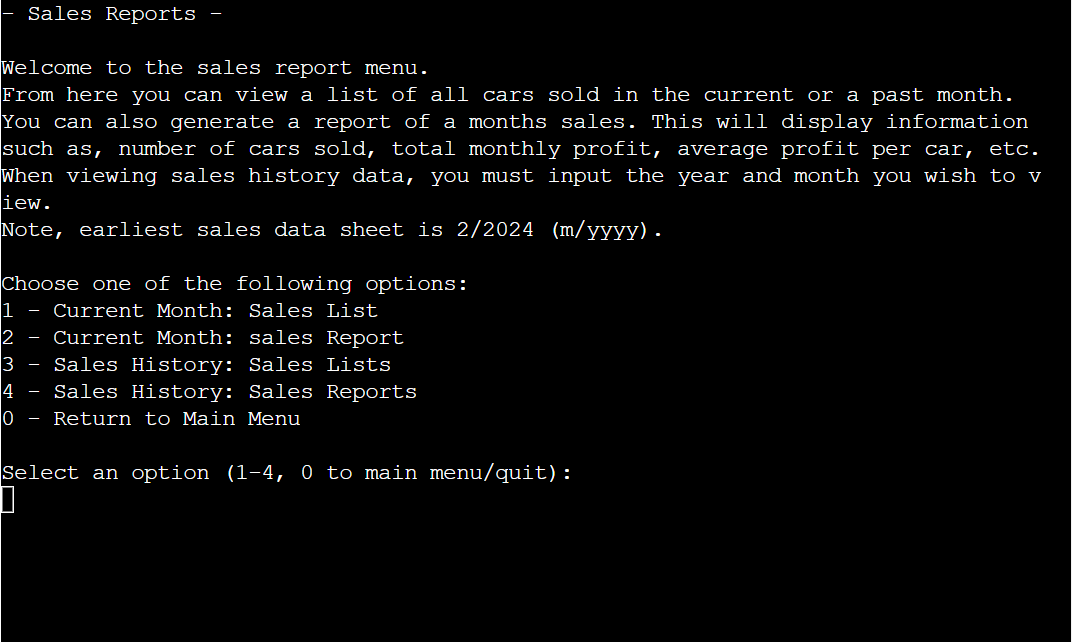 - Sales Reports -
Welcome to the sales report menu.
From here you can view a list of all cars sold in the current or a past month.
You can also generate a report of a months sales. This will display information
such as, number of cars sold, total monthly profit, average profit per car, etc.
When viewing sales history data, you must input the year and month you wish to v
iew.
Note, earliest sales data sheet is 2/2024 (m/yyyy).
Choose one of the following options:
1 - Current Month: Sales List
2 - Current Month: sales Report
3 - Sales History: Sales Lists
4 - Sales History: Sales Reports
0 - Return to Main Menu
Select an option (1-4, 0 to main menu/quit):